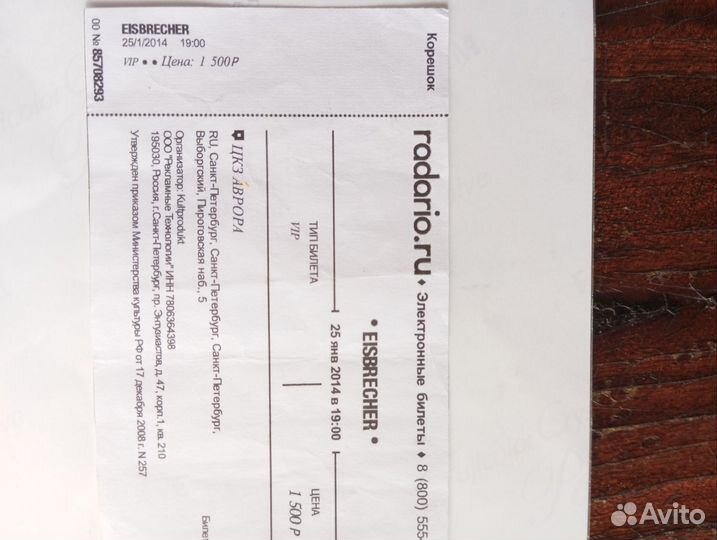 EISBRECHER
25/1/2014 19:00
VIP • • Цена: 1 500Р
00 № 85708293
Корешок
radario.ru ♦ Электронные билеты ♦ 8 (800) 555-
• EISBRECHER •
25 янв 2014 в 19:00
ТИП БИЛЕТА
VIP
ЦЕНА
1 500Р
ЦКЗ АВРОРА
RU, Санкт-Петербург, Санкт-Петербург, Санкт-Петербург,
Выборгский, Пироговская наб., 5
Организатор: Kultprodukt
ООО "Рекламные Технологии" ИНН 7806364398
195030, Россия, г.Санкт-Петербург, пр. Энтузиастов, д. 47, корп.1, кв. 210
Утвержден приказом Министерства культуры РФ от 17 декабря 2008 г. N 257
Билет
Avito